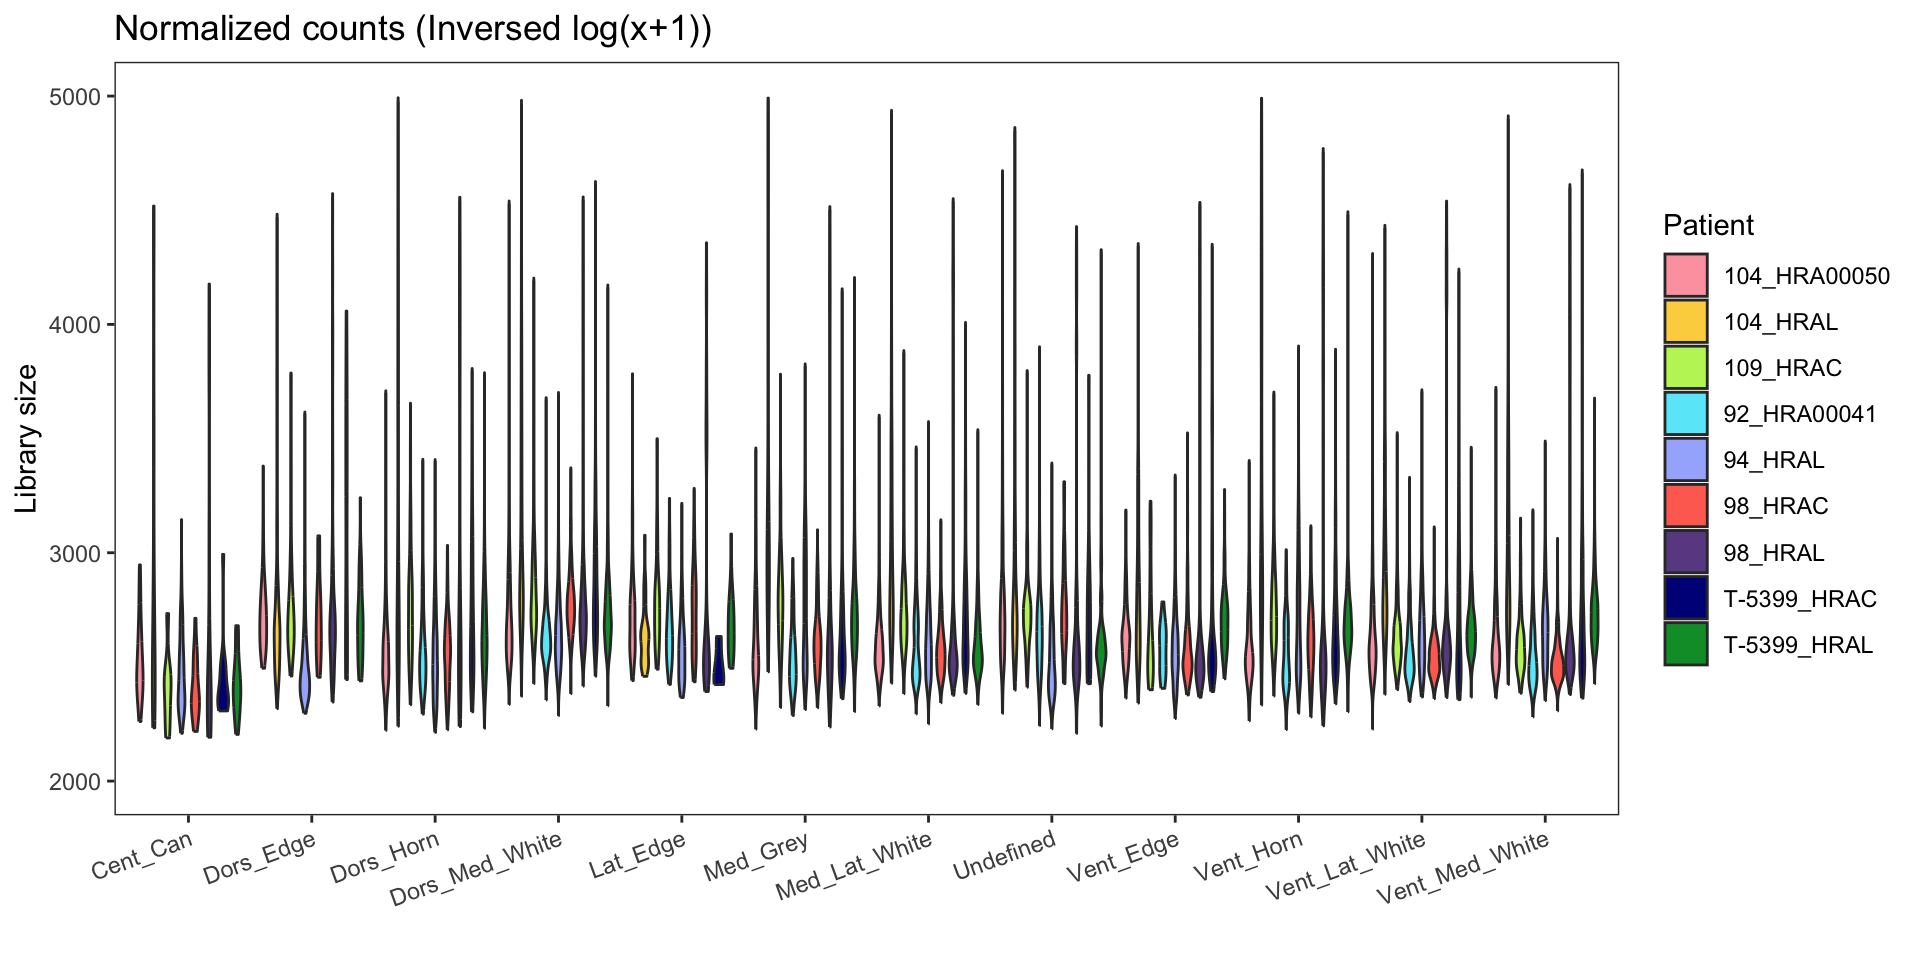 Normalized counts (Inversed log(x+1))
Library size
5000
4000
3000
2000
Cent_Can
Dors_Edge
Dors_Horn
Dors_Med_White
Lat_Edge
Med_Grey
Med_Lat_White
Undefined
Vent_Edge
Vent_Horn
Vent_Lat_White
Vent_Med_White
Patient
104_HRA00050
104_HRAL
109_HRAC
92_HRA00041
94_HRAL
98_HRAC
98_HRAL
T-5399_HRAC
T-5399_HRAL